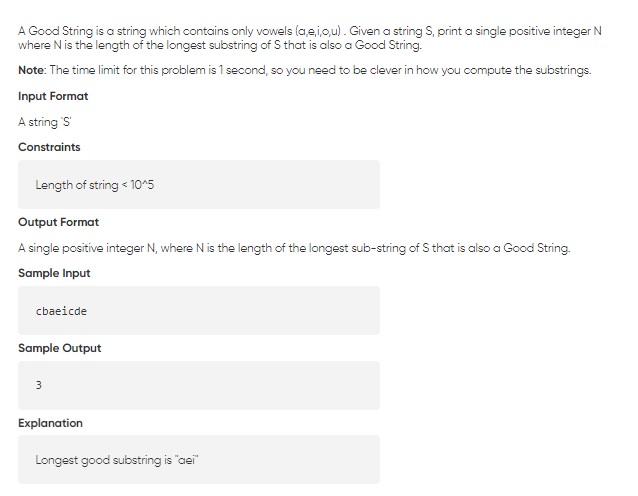 A Good String is a string which contains only vowels (a,e,i,o,u) . Given a string S, print a single positive integer N
where N is the length of the longest substring of S that is also a Good String.
Note: The time limit for this problem is 1 second, so you need to be clever in how you compute the substrings.
Input Format
A string 'S'
Constraints
Length of string < 10^5
Output Format
A single positive integer N, where N is the length of the longest sub-string of S that is also a Good String.
Sample Input
cbaeicde
Sample Output
3
Explanation
Longest good substring is "aei"